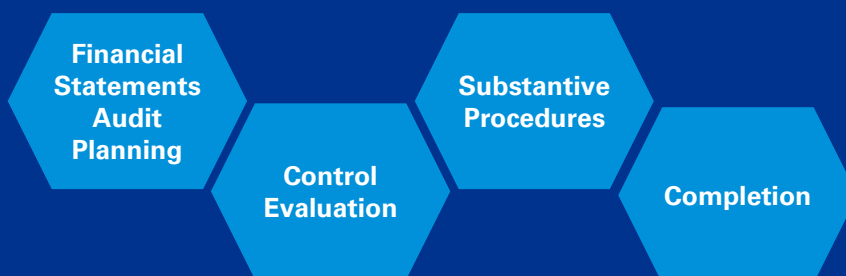 Financial
Statements
Audit
Planning
Control
Evaluation
Substantive
Procedures
Completion